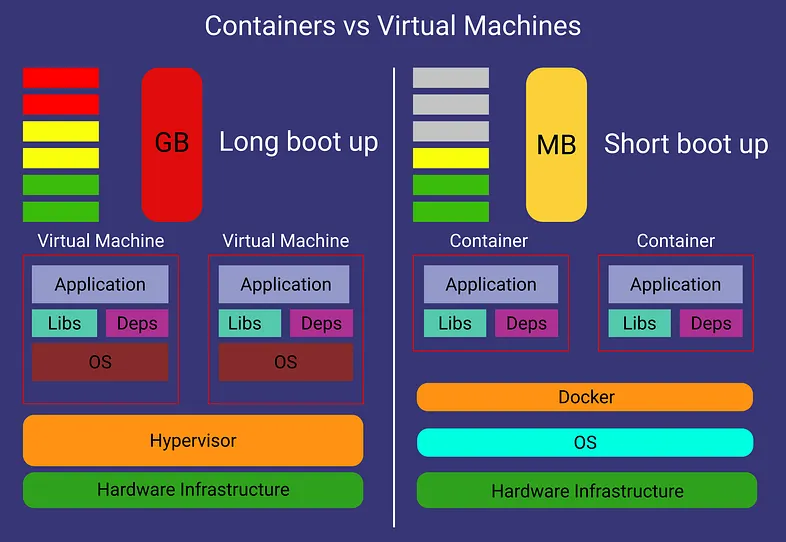 Containers vs Virtual Machines
GB
Long boot up
MB
Short boot up
Virtual Machine
Virtual Machine
Application
Application
Libs
Deps
Libs
Deps
OS
OS
Hypervisor
Hardware Infrastructure
Container
Container
Application
Application
Libs
Deps
Libs
Deps
Docker
OS
Hardware Infrastructure